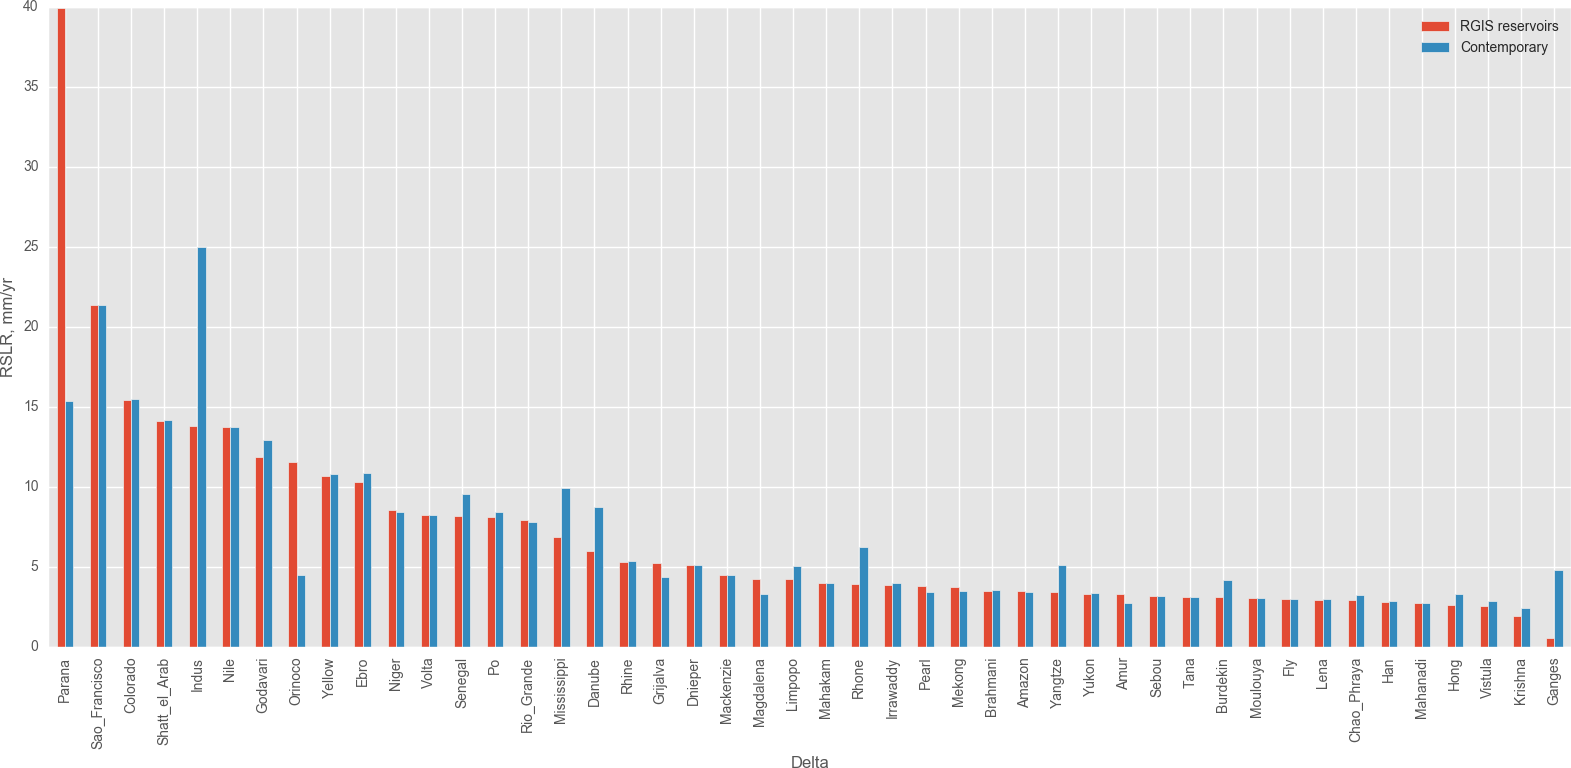 40
35
30
25
20
15
10
5
0
RSLR, mm/yr
RGIS reservoirs
Contemporary
Parana
Sao_Francisco
Colorado
Shatt_el_Arab
Indus
Nile
Godavari
Orinoco
Yellow
Ebro
Niger
Volta
Senegal
Po
Rio_Grande
Mississippi
Danube
Rhine
Grijalva
Dnieper
Mackenzie
Magdalena
Limpopo
Mahakam
Rhone
Irrawaddy
Pearl
Mekong
Brahmani
Amazon
Yangtze
Yukon
Amur
Sebou
Tana
Burdekin
Moulouya
Fly
Lena
Chao_Phraya
Han
Mahanadi
Hong
Vistula
Krishna
Ganges
Delta